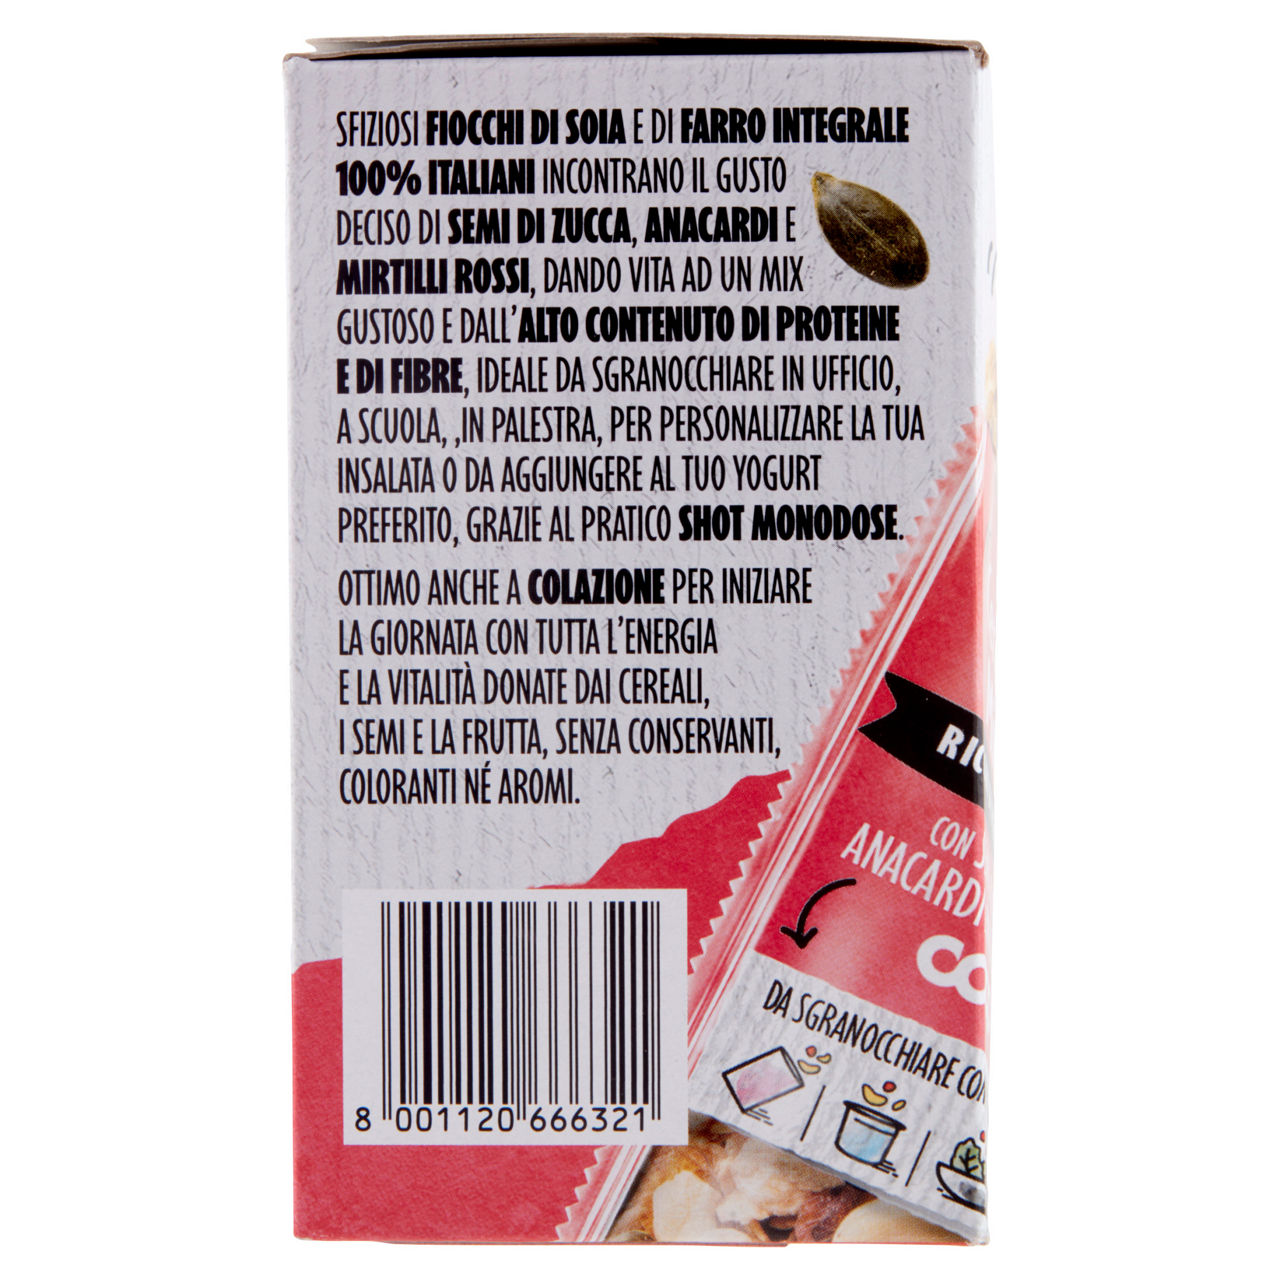 SFIZIOSI FIOCCHI DI SOIA E DI FARRO INTEGRALE
100% ITALIANI INCONTRANO IL GUSTO
DECISO DI SEMI DI ZUCCA, ANACARDI E
MIRTILLI ROSSI, DANDO VITA AD UN MIX
GUSTOSO E DALL'ALTO CONTENUTO DI PROTEINE
E DI FIBRE, IDEALE DA SGRANOCCHIARE IN UFFICIO,
A SCUOLA, ,IN PALESTRA, PER PERSONALIZZARE LA TUA
INSALATA O DA AGGIUNGERE AL TUO YOGURT
PREFERITO, GRAZIE AL PRATICO SHOT MONODOSE.
OTTIMO ANCHE A COLAZIONE PER INIZIARE
LA GIORNATA CON TUTTA L'ENERGIA
E LA VITALITÀ DONATE DAI CEREALI,
I SEMI E LA FRUTTA, SENZA CONSERVANTI,
COLORANTI NÉ AROMI.
RIC
CON
ANACARDI
CO
DA SGRANOCCHIARE CO
8 001120 666321